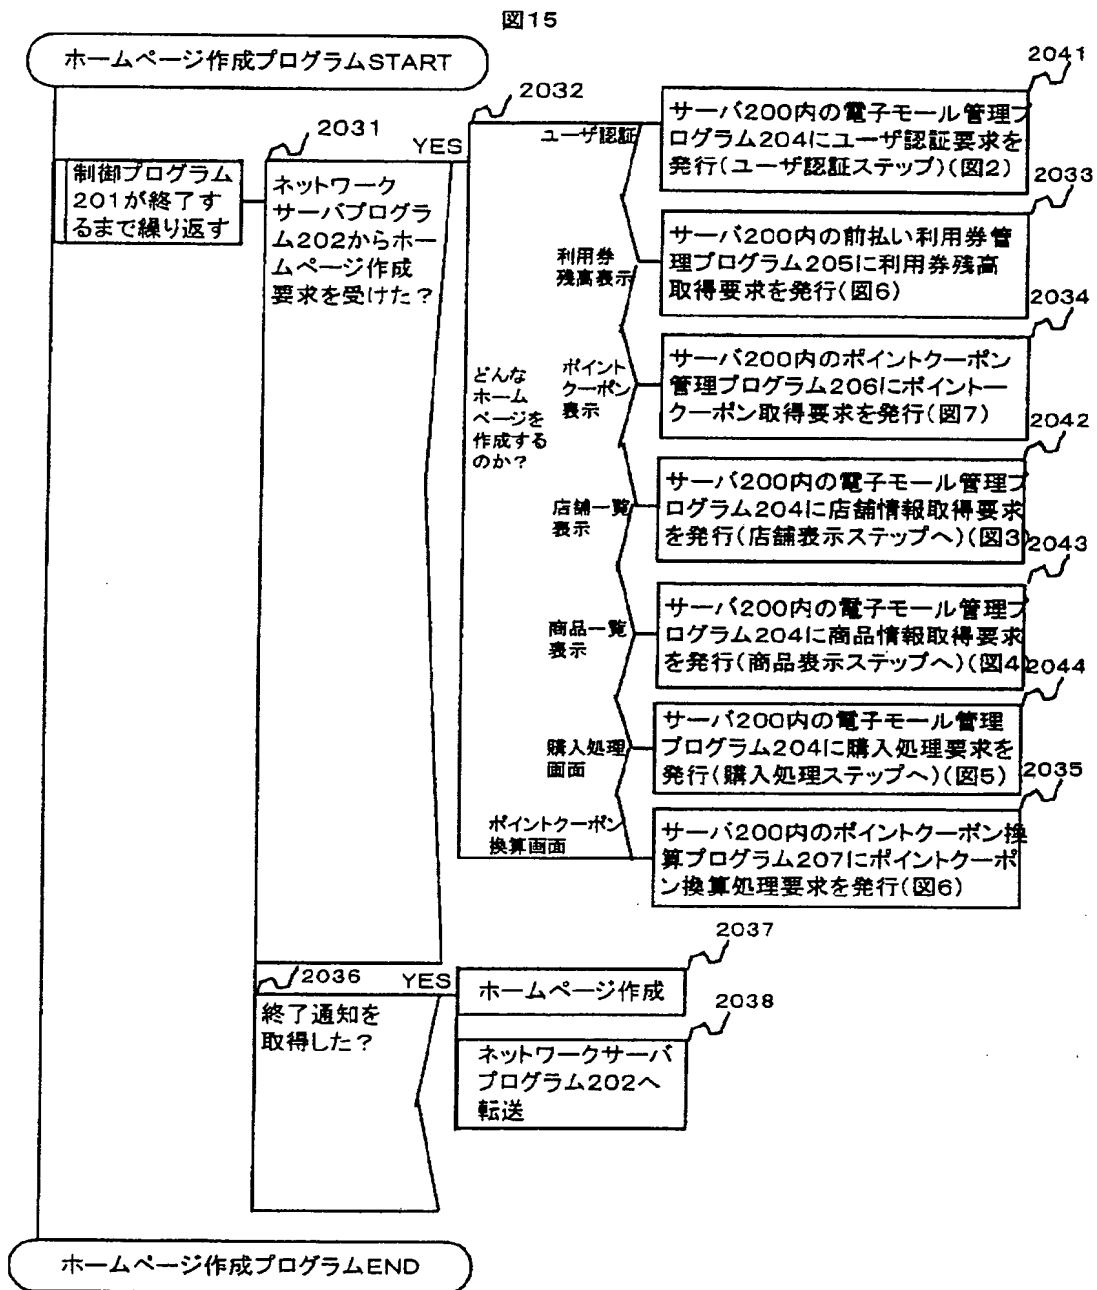 図15
ホームページ作成プログラムSTART
制御プログラム
201が終了す
るまで繰り返す
2031
YES
ネットワーク
サーバプログラ
ム202からホー
ムページ作成
要求を受けた？
2032
どんな
ホーム
ページを
作成する
のか？
ユーザ認証
2041
サーバ200内の電子モール管理プ
ログラム204にユーザ認証要求を
発行(ユーザ認証ステップ)(図2)
利用券
残高表示
2033
サーバ200内の前払い利用券管
理プログラム205に利用券残高
取得要求を発行(図6)
ポイント
クーポン
表示
2034
サーバ200内のポイントクーポン
管理プログラム206にポイントー
クーポン取得要求を発行(図7)
店舗一覧
表示
2042
サーバ200内の電子モール管理プ
ログラム204に店舗情報取得要求
を発行(店舗表示ステップへ)(図3)
商品一覧
表示
2043
サーバ200内の電子モール管理プ
ログラム204に商品情報取得要求
を発行(商品表示ステップへ)(図4)
購入処理
画面
2044
サーバ200内の電子モール管理
プログラム204に購入処理要求を
発行(購入処理ステップへ)(図5)
ポイントクーポン
換算画面
2035
サーバ200内のポイントクーポン換
算プログラム207にポイントクーポ
ン換算処理要求を発行(図6)
2036
YES
終了通知を
取得した？
2037
ホームページ作成
2038
ネットワークサーバ
プログラム202へ
転送
ホームページ作成プログラムEND